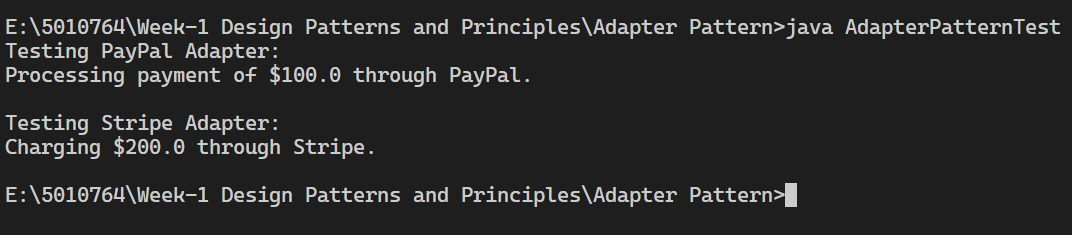 E:\5010764\Week-1 Design Patterns and Principles\Adapter Pattern>java AdapterPatternTest
Testing PayPal Adapter:
Processing payment of $100.0 through PayPal.
Testing Stripe Adapter:
Charging $200.0 through Stripe.
E:\5010764\Week-1 Design Patterns and Principles\Adapter Pattern>